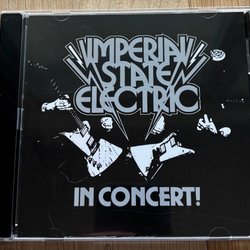 IMPERIAL
STATE
ELECTRIC
IN CONCERT!